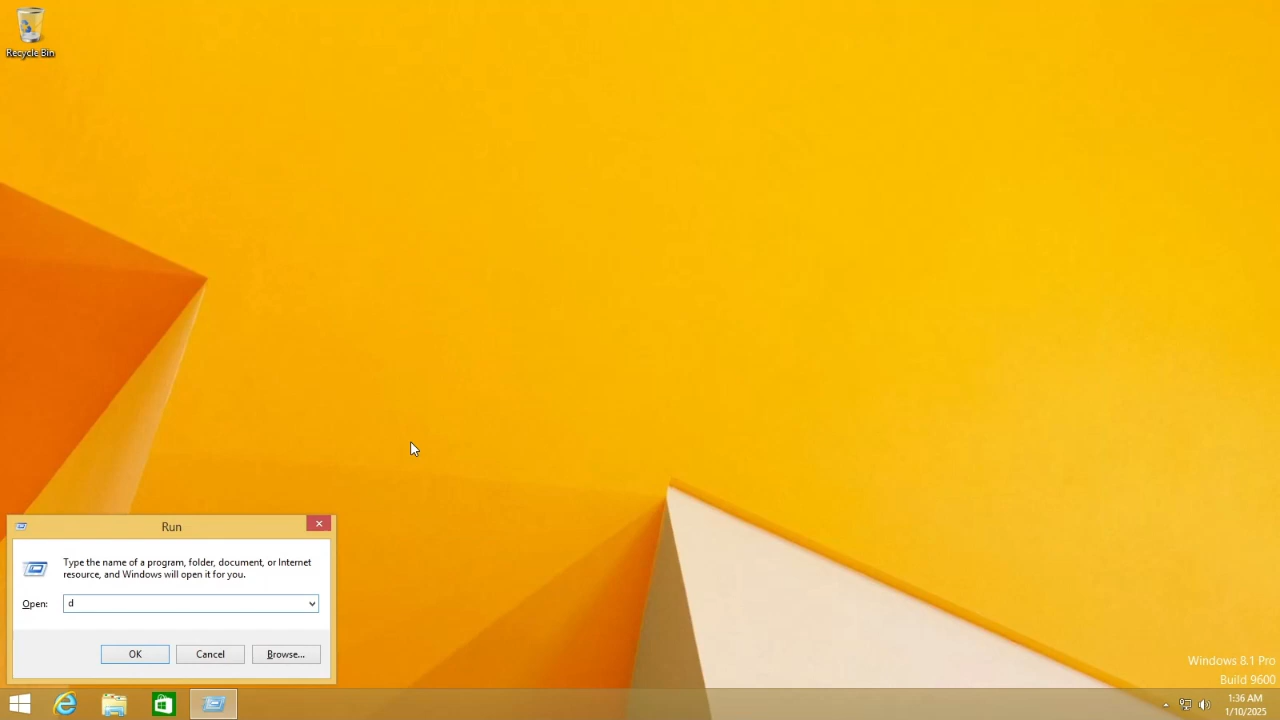 Recycle Bin
Run
Type the name of a program, folder, document, or Internet
resource, and Windows will open it for you.
Open:
d
OK
Cancel
Browse...
Windows 8.1 Pro
Build 9600
1:36 AM
1/10/2025